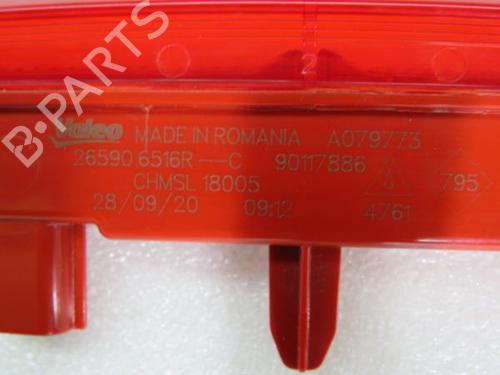 B-PARTS
2
Valeo MADE IN ROMANIA A079773
26590 6516R—C 90117886 795
CHMSL 18005
28/09/20 09:12 4761